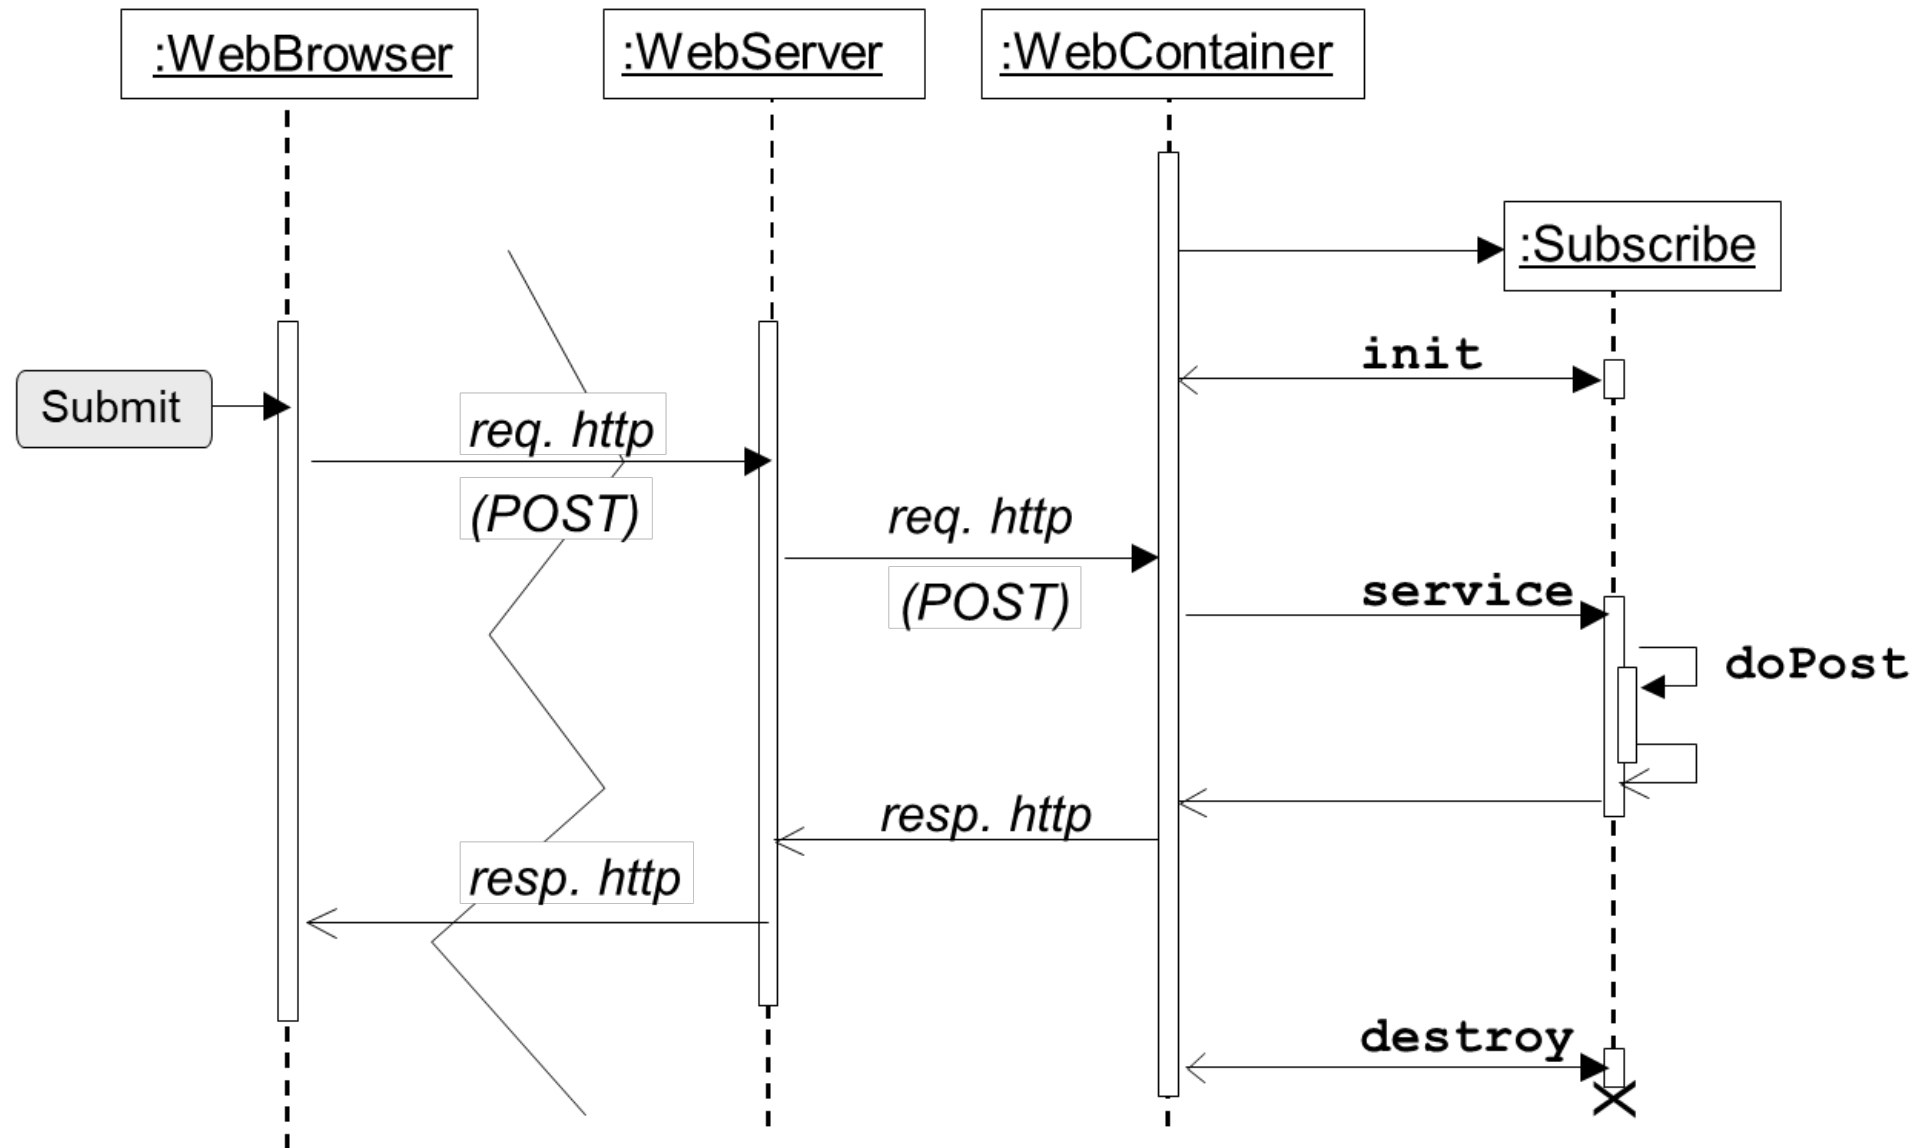 :WebBrowser
:WebServer
:WebContainer
:Subscribe
init
Submit
req. http
(POST)
req. http
(POST)
service
doPost
resp. http
resp. http
destroy